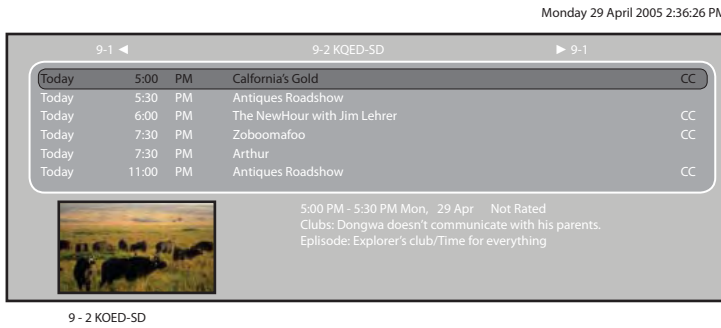 Monday 29 April 2005 2:36:26 PM
9-1 ◀ 9-2 KQED-SD ▶ 9-1
Today 5:00 PM Calfornia's Gold CC
Today 5:30 PM Antiques Roadshow
Today 6:00 PM The NewHour with Jim Lehrer CC
Today 7:30 PM Zoboomafoo CC
Today 7:30 PM Arthur
Today 11:00 PM Antiques Roadshow CC
5:00 PM - 5:30 PM Mon, 29 Apr Not Rated
Clubs: Dongwa doesn't communicate with his parents.
Eplisode: Explorer's club/Time for everything
9 - 2 KOED-SD